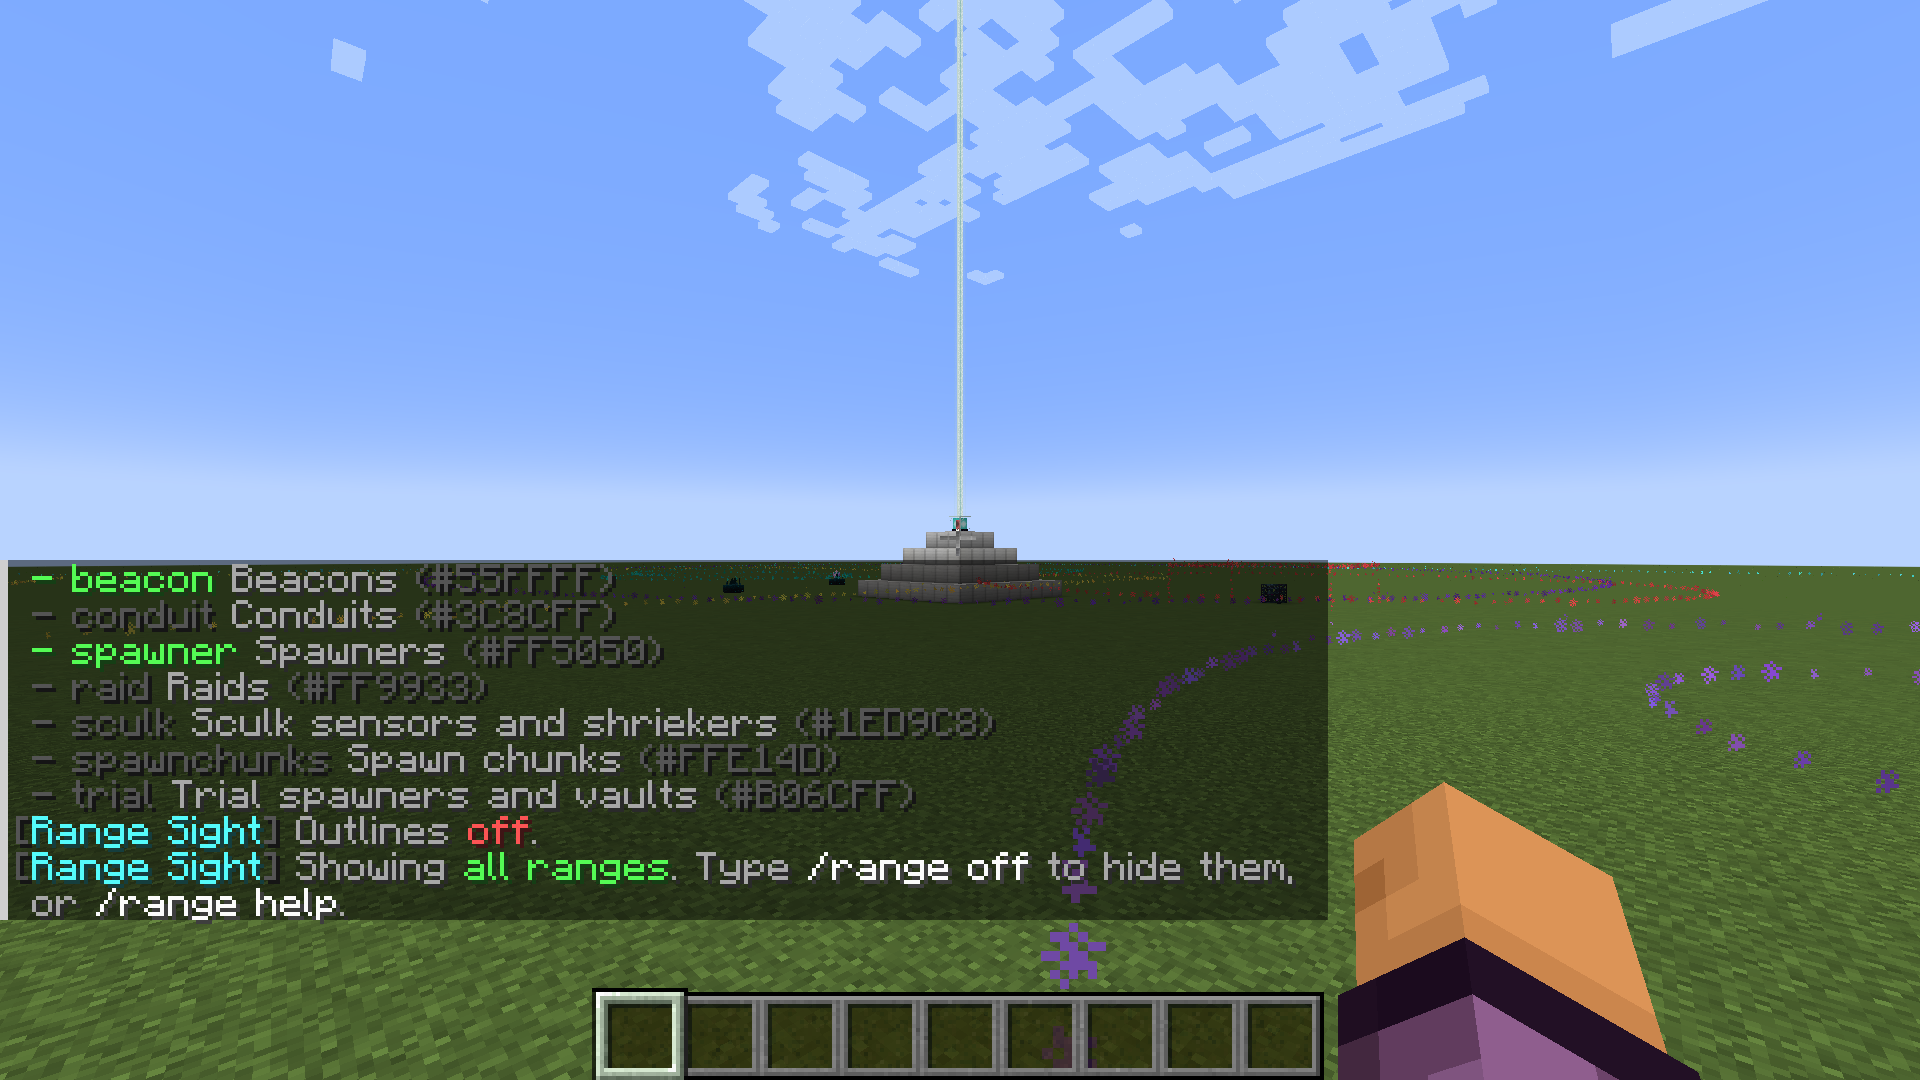 - beacon Beacons (#55FFFF)
- conduit Conduits (#3C8CFF)
- spawner Spawners (#FF5050)
- raid Raids (#FF9933)
- sculk Sculk sensors and shriekers (#1ED9C8)
- spawnchunks Spawn chunks (#FFE14D)
- trial Trial spawners and vaults (#B06CFF)
[Range Sight] Outlines off.
[Range Sight] Showing all ranges. Type /range off to hide them,
or /range help.